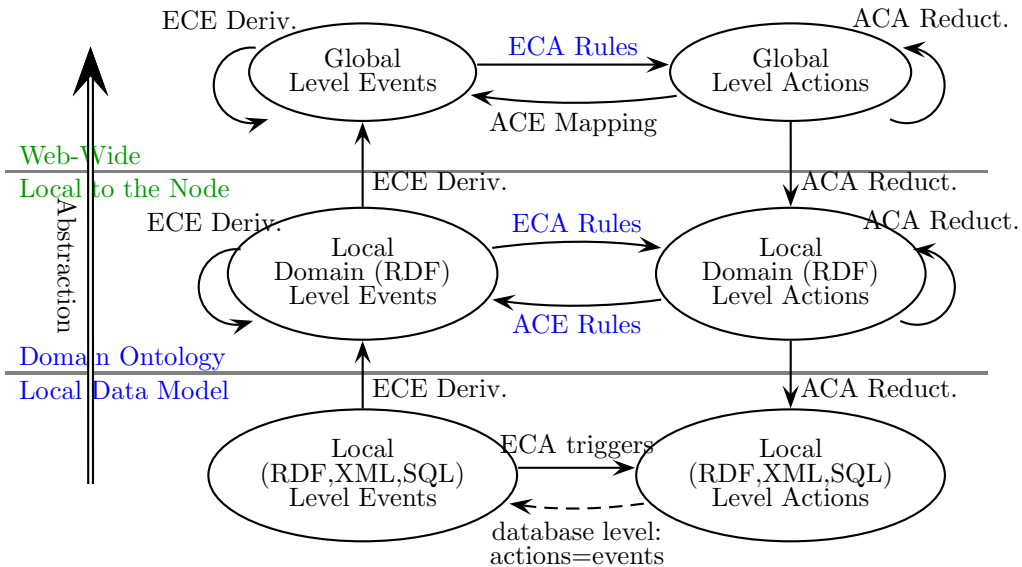 ECE Deriv.
ACA Reduct.
Global
Level Events
ECA Rules
Global
Level Actions
ACE Mapping
Web-Wide
Local to the Node
ECE Deriv.
ACA Reduct.
Abstraction
ECE Deriv.
ECA Rules
ACA Reduct.
Local
Domain (RDF)
Level Events
Local
Domain (RDF)
Level Actions
ACE Rules
Domain Ontology
Local Data Model
ECE Deriv.
ACA Reduct.
Local
(RDF,XML,SQL)
Level Events
ECA triggers
Local
(RDF,XML,SQL)
Level Actions
database level:
actions=events